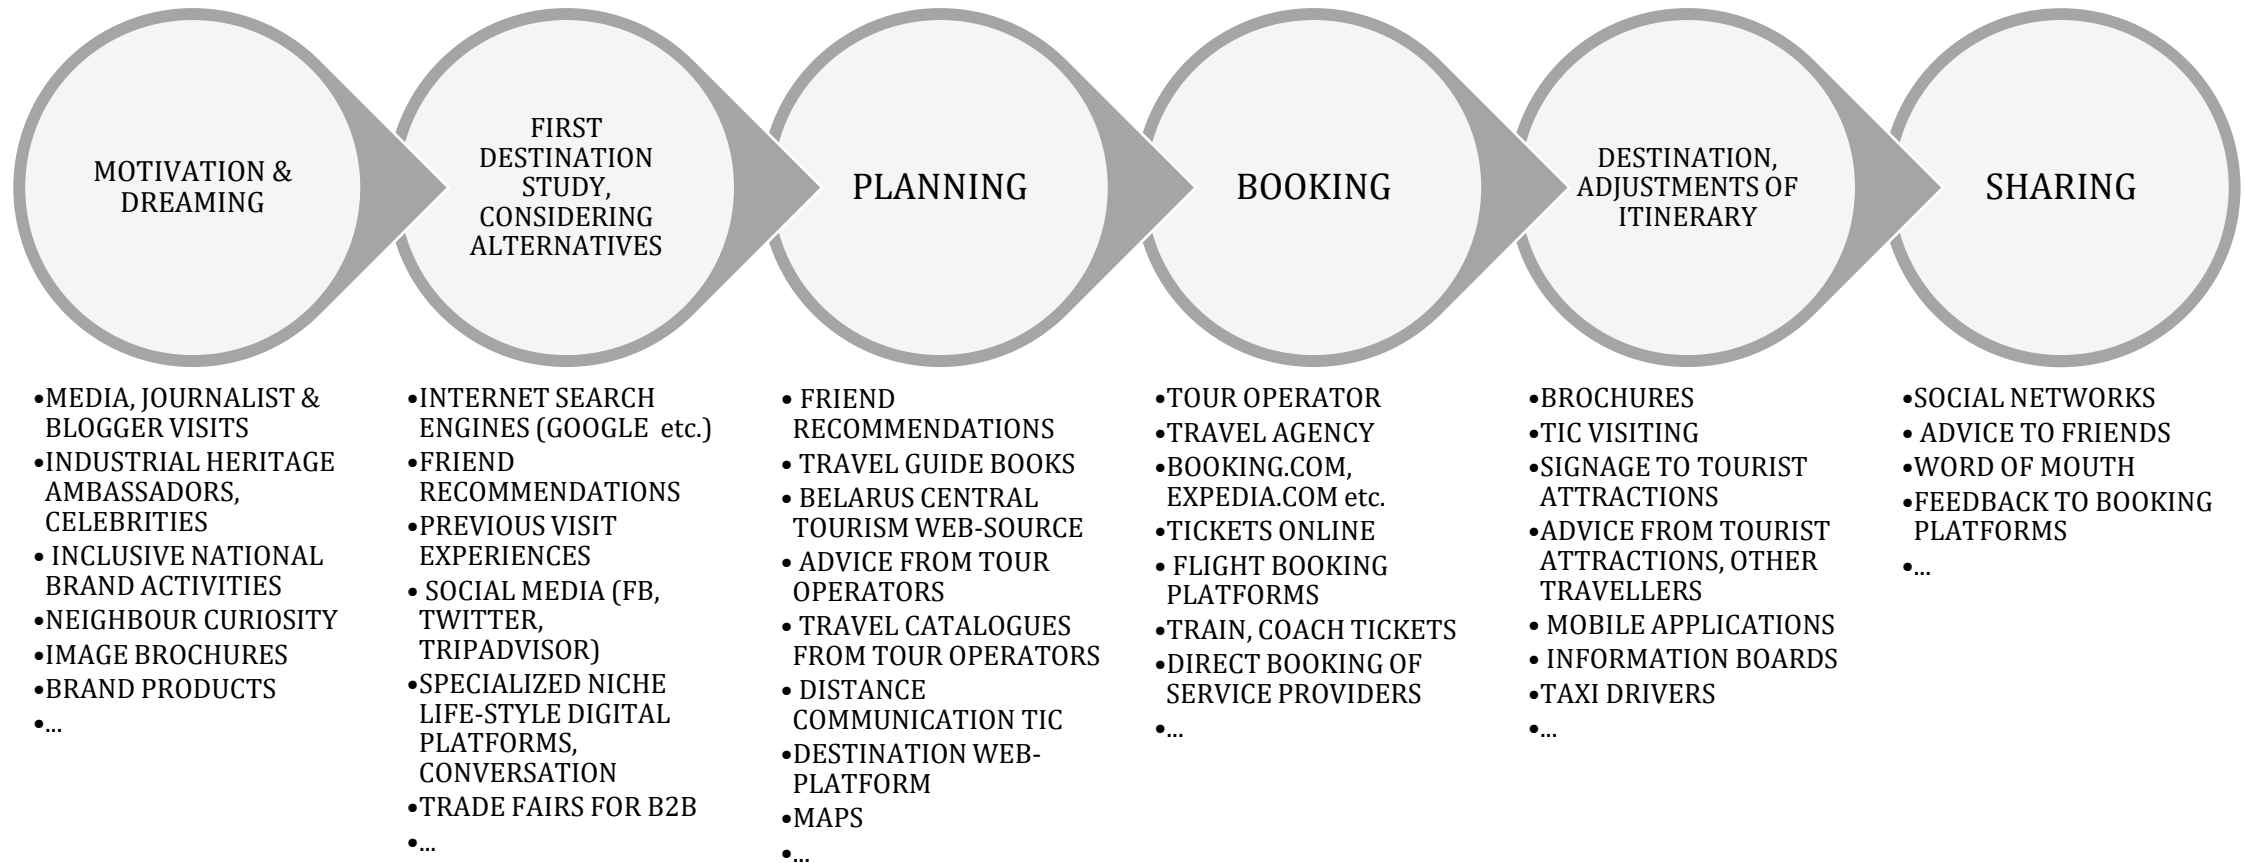 MOTIVATION &
DREAMING
FIRST
DESTINATION
STUDY,
CONSIDERING
ALTERNATIVES
PLANNING
BOOKING
DESTINATION,
ADJUSTMENTS OF
ITINERARY
SHARING
•MEDIA, JOURNALIST &
BLOGGER VISITS
•INDUSTRIAL HERITAGE
AMBASSADORS,
CELEBRITIES
• INCLUSIVE NATIONAL
BRAND ACTIVITIES
•NEIGHBOUR CURIOSITY
•IMAGE BROCHURES
•BRAND PRODUCTS
•...
•INTERNET SEARCH
ENGINES (GOOGLE etc.)
•FRIEND
RECOMMENDATIONS
•PREVIOUS VISIT
EXPERIENCES
• SOCIAL MEDIA (FB,
TWITTER,
TRIPADVISOR)
•SPECIALIZED NICHE
LIFE-STYLE DIGITAL
PLATFORMS,
CONVERSATION
•TRADE FAIRS FOR B2B
•...
• FRIEND
RECOMMENDATIONS
• TRAVEL GUIDE BOOKS
• BELARUS CENTRAL
TOURISM WEB-SOURCE
• ADVICE FROM TOUR
OPERATORS
• TRAVEL CATALOGUES
FROM TOUR OPERATORS
• DISTANCE
COMMUNICATION TIC
•DESTINATION WEB-
PLATFORM
•MAPS
•...
•TOUR OPERATOR
•TRAVEL AGENCY
•BOOKING.COM,
EXPEDIA.COM etc.
•TICKETS ONLINE
• FLIGHT BOOKING
PLATFORMS
•TRAIN, COACH TICKETS
•DIRECT BOOKING OF
SERVICE PROVIDERS
•...
•BROCHURES
•TIC VISITING
•SIGNAGE TO TOURIST
ATTRACTIONS
•ADVICE FROM TOURIST
ATTRACTIONS, OTHER
TRAVELLERS
• MOBILE APPLICATIONS
• INFORMATION BOARDS
•TAXI DRIVERS
•...
•SOCIAL NETWORKS
• ADVICE TO FRIENDS
•WORD OF MOUTH
•FEEDBACK TO BOOKING
PLATFORMS
•...